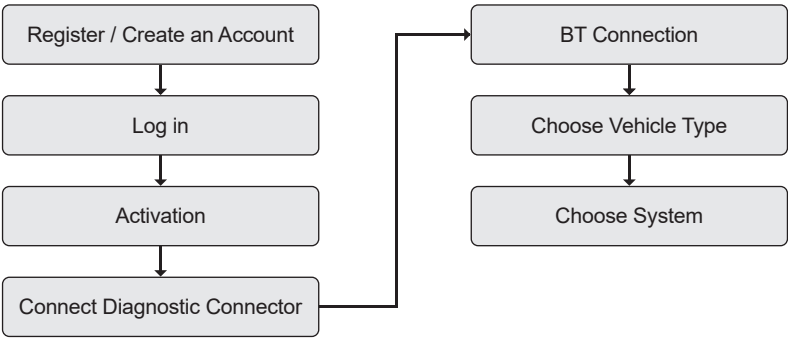 Register / Create an Account
Log in
Activation
Connect Diagnostic Connector
BT Connection
Choose Vehicle Type
Choose System